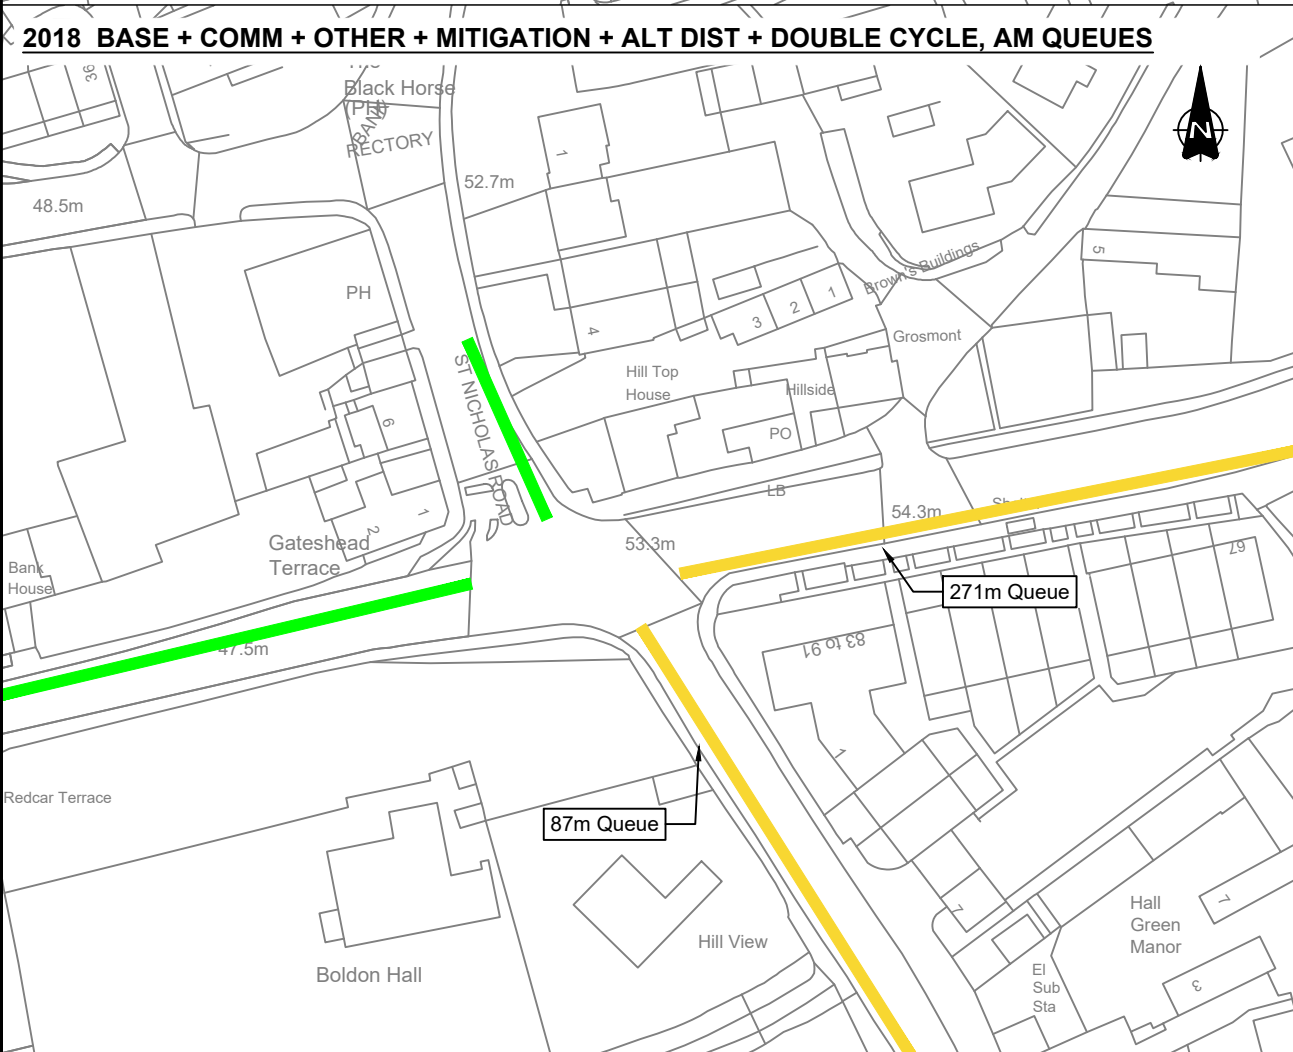 2018 BASE + COMM + OTHER + MITIGATION + ALT DIST + DOUBLE CYCLE, AM QUEUES
36
Black Horse
(PH)
BANK
RECTORY
N
48.5m
52.7m
1
5
Brown's Buildings
PH
1
2
3
4
Grosmont
ST NICHOLAS ROAD
Hill Top
House
Hillside
6
PO
LB
54.3m
1
2
Gateshead
Terrace
53.3m
67
Bank
House
271m Queue
47.5m
83 to 91
1
Redcar Terrace
87m Queue
7
Hall
Green
Manor
7
Hill View
Boldon Hall
El
Sub
Sta
3